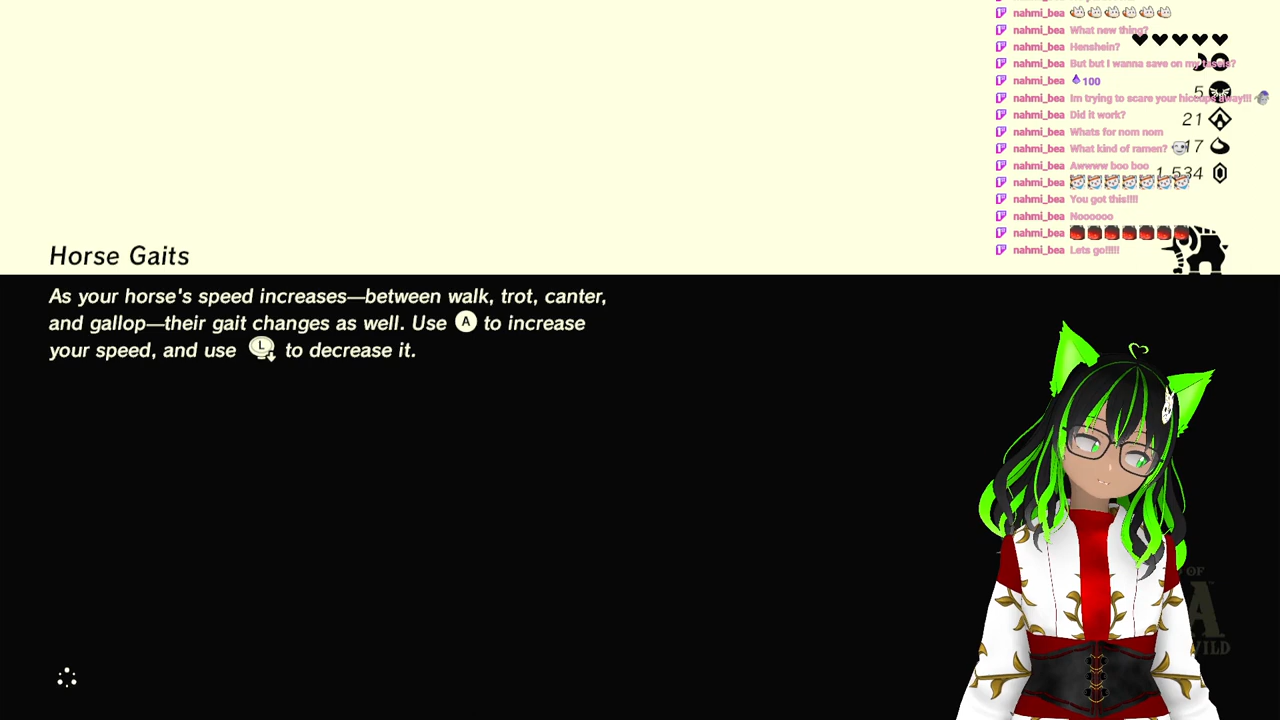 nahmi_bea
nahmi_bea What new thing?
nahmi_bea Henshein?
nahmi_bea But but I wanna save on my tasels?
nahmi_bea 100
5
nahmi_bea Im trying to scare your hiccups away!!!
nahmi_bea Did it work?
21
nahmi_bea Whats for nom nom
nahmi_bea What kind of ramen?
17
nahmi_bea Awwww boo boo
1,534
nahmi_bea
nahmi_bea You got this!!!!
nahmi_bea Noooooo
nahmi_bea
nahmi_bea Lets go!!!!!
Horse Gaits
As your horse's speed increases—between walk, trot, canter,
and gallop—their gait changes as well. Use A to increase
your speed, and use L to decrease it.
OF
A
WILD